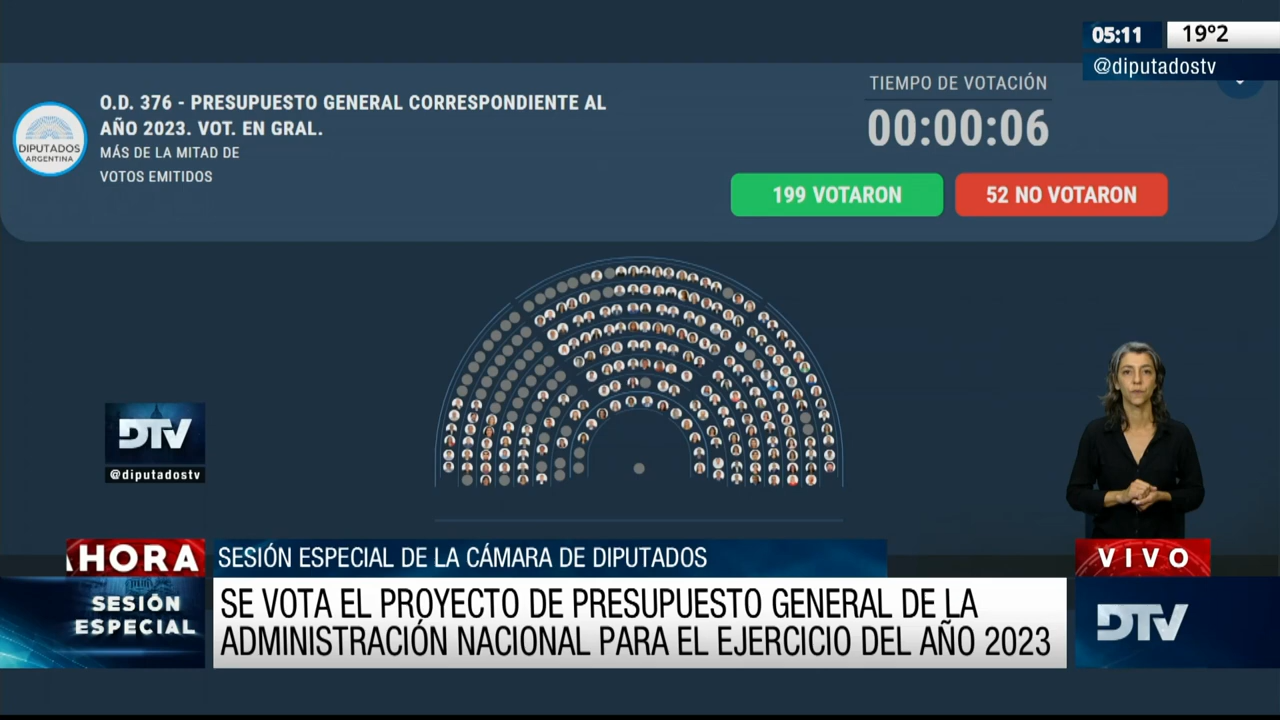 05:11
19º2
@diputadostv
DIPUTADOS
ARGENTINA
O.D. 376 - PRESUPUESTO GENERAL CORRESPONDIENTE AL
AÑO 2023. VOT. EN GRAL.
MÁS DE LA MITAD DE
VOTOS EMITIDOS
TIEMPO DE VOTACIÓN
00:00:06
199 VOTARON
52 NO VOTARON
DTV
@diputadostv
AHORA
SESIÓN ESPECIAL DE LA CÁMARA DE DIPUTADOS
VIVO
SESIÓN
ESPECIAL
SE VOTA EL PROYECTO DE PRESUPUESTO GENERAL DE LA
ADMINISTRACIÓN NACIONAL PARA EL EJERCICIO DEL AÑO 2023
DTV